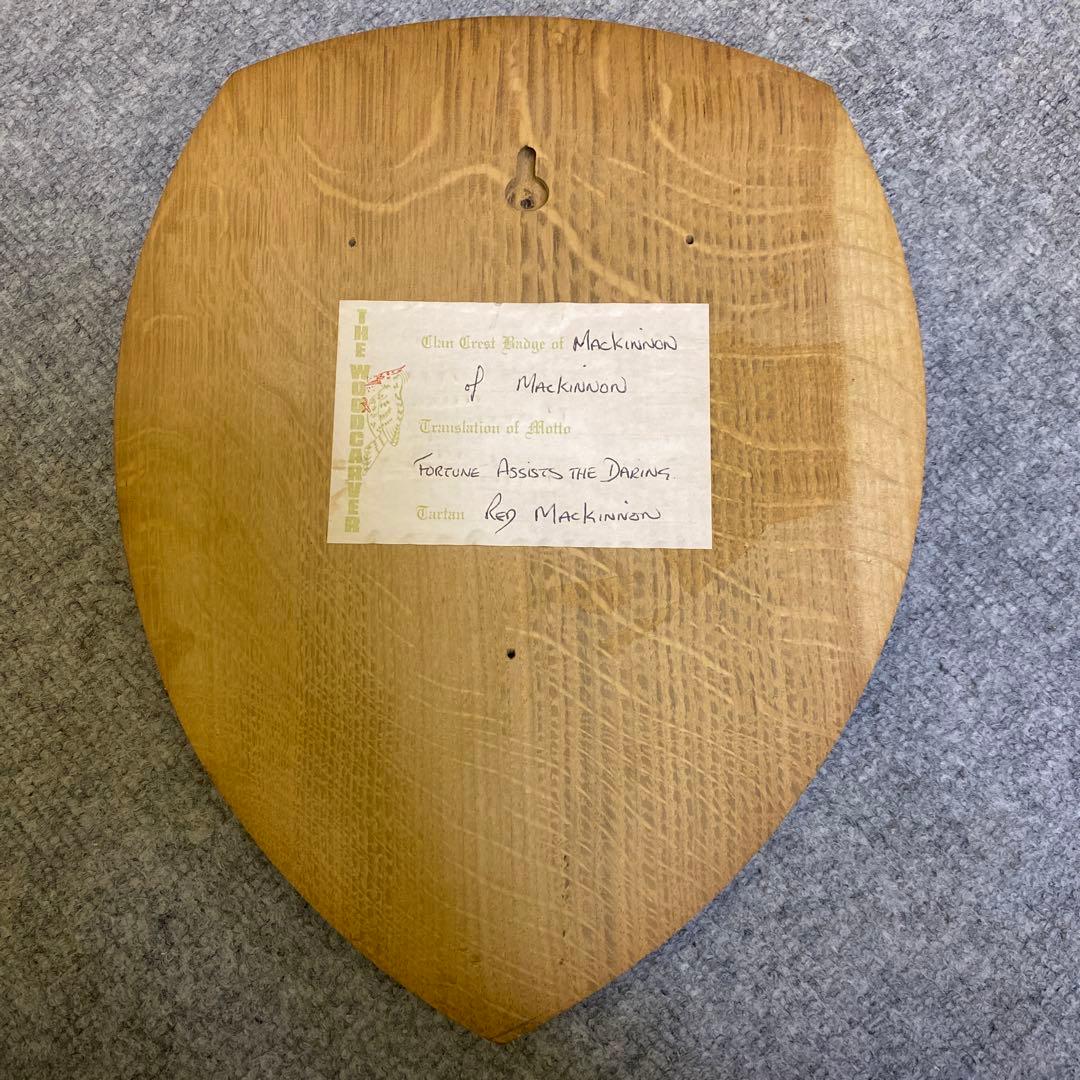 THE WOODCARVER
Clan Crest Badge of MACKINNON
of MACKINNON
Translation of Motto
FORTUNE ASSISTS THE DARING.
Tartan RED MACKINNON